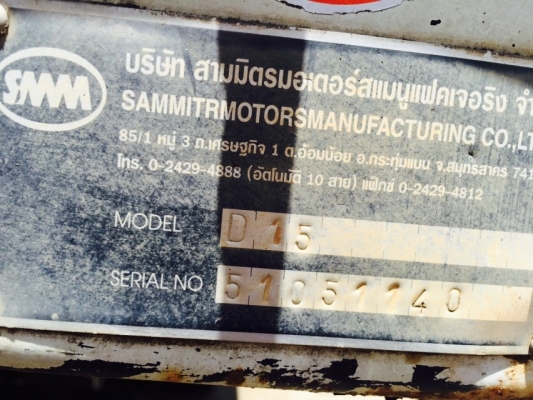 SMM
บริษัท สามมิตรมอเตอร์สแมนูแฟคเจอริง จำ
SAMMITRMOTORSMANUFACTURING CO.,LT
85/1 หมู่ 3 ถ.เศรษฐกิจ 1 ต.อ้อมน้อย อ.กระทุ่มแบน จ.สมุทรสาคร 741
โทร. 0-2429-4888 (อัตโนมัติ 10 สาย) แฟ็กซ์ 0-2429-4812
MODEL D 15
SERIAL NO 51051140